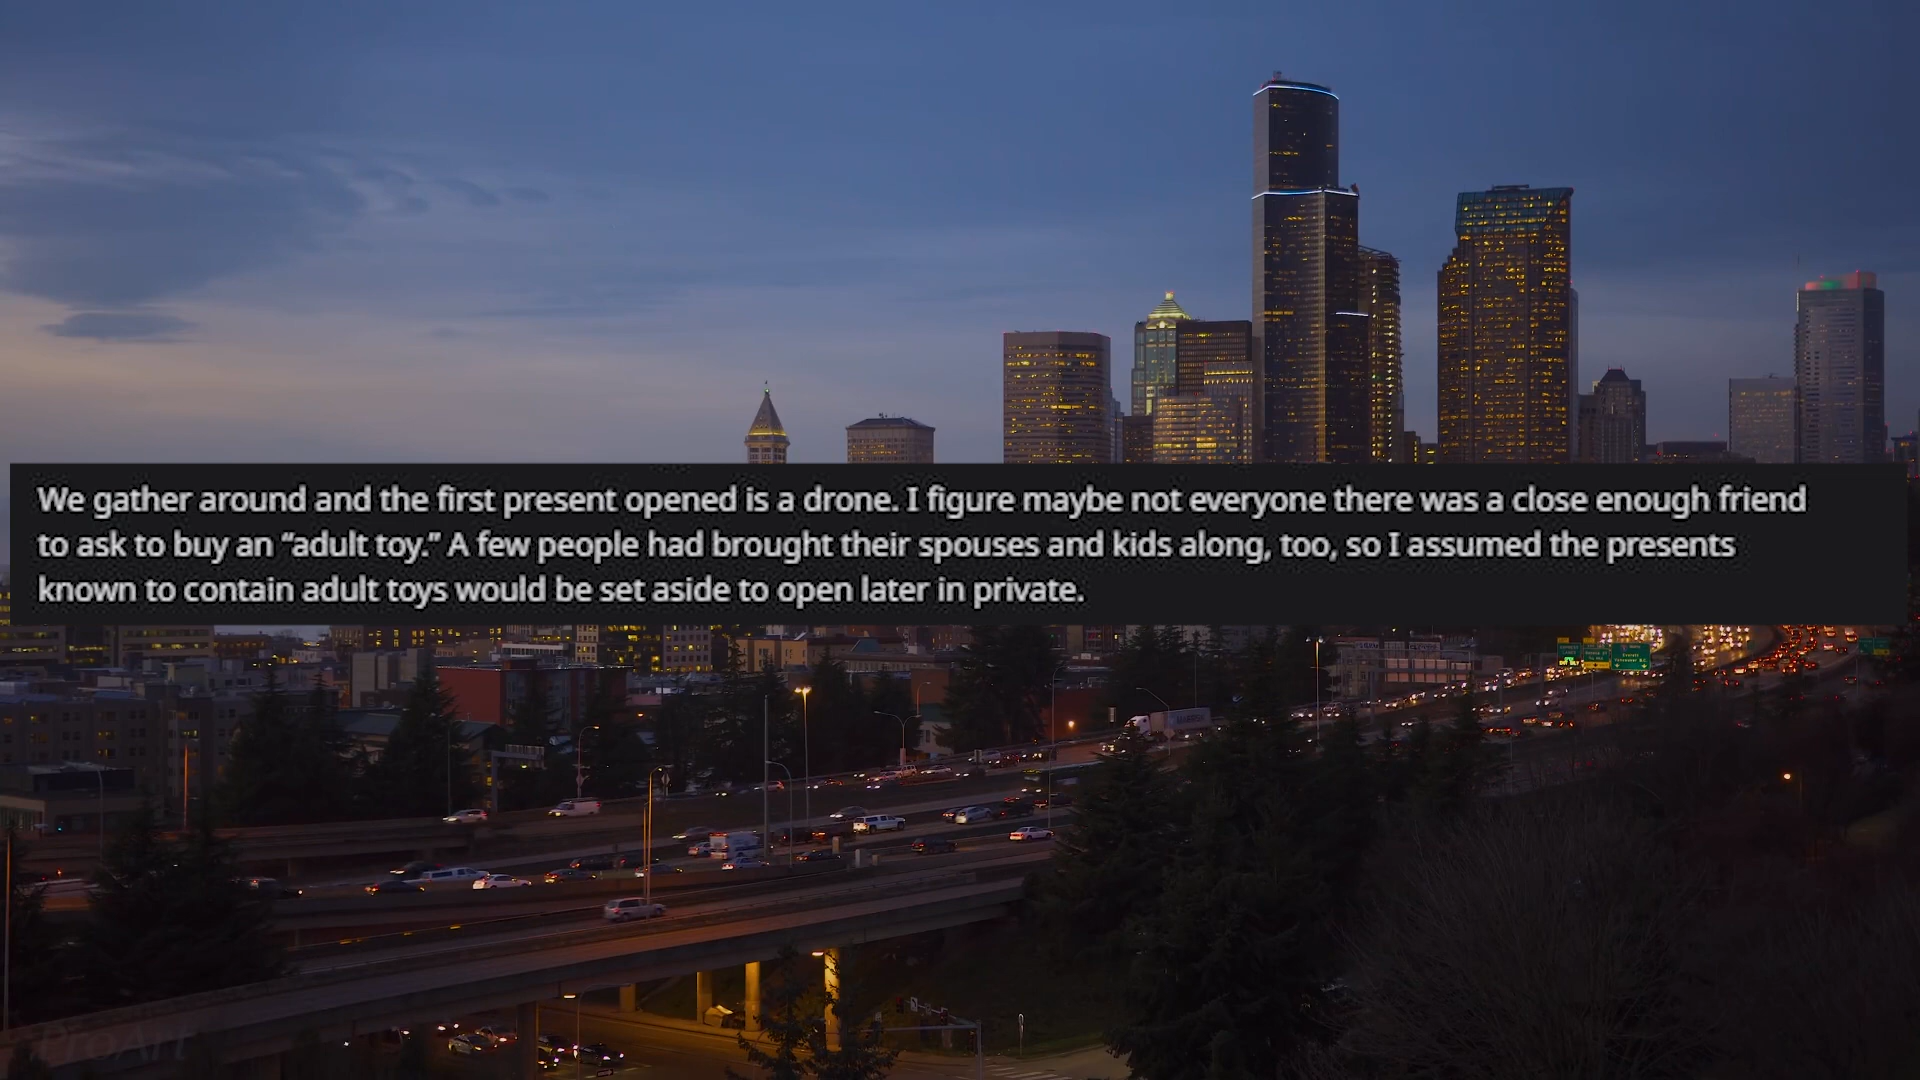 We gather around and the first present opened is a drone. I figure maybe not everyone there was a close enough friend
to ask to buy an “adult toy.” A few people had brought their spouses and kids along, too, so I assumed the presents
known to contain adult toys would be set aside to open later in private.
ProArt